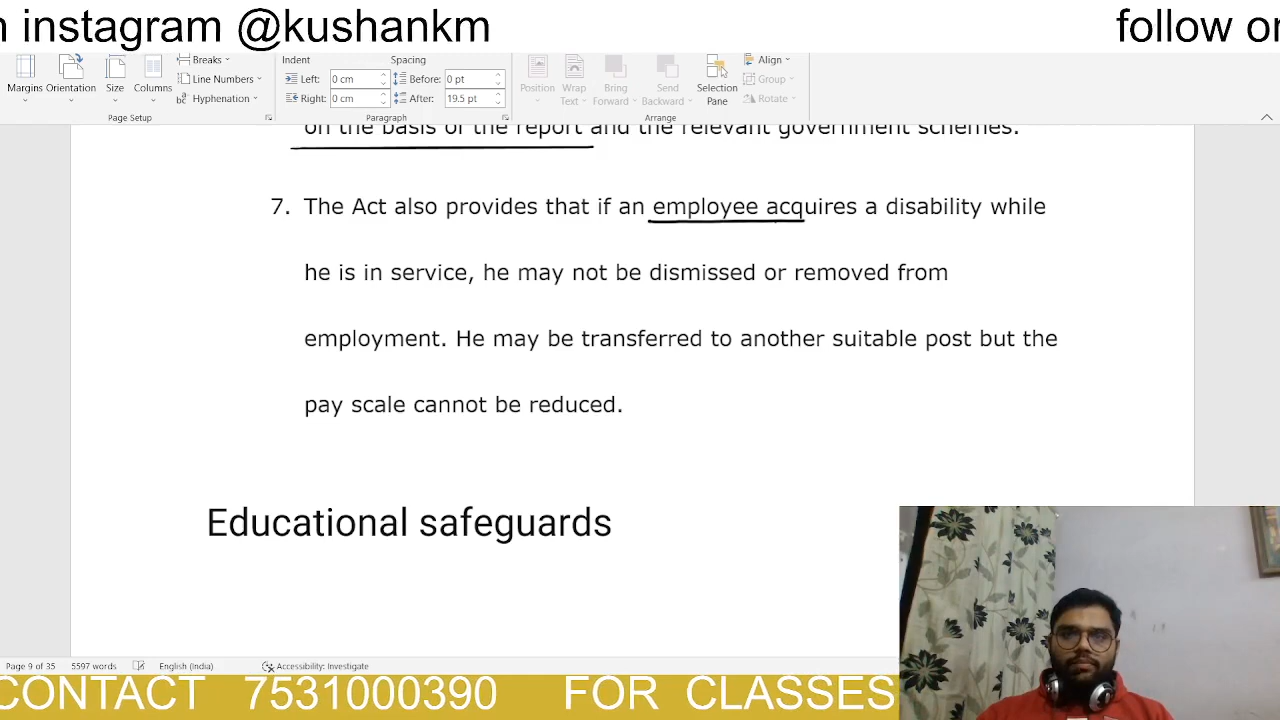 n instagram @kushankm follow on
Indent Spacing
Breaks Left: 0 cm Before: 0 pt Align
Line Numbers Group
Margins Orientation Size Columns Position Wrap Bring Send Selection
Hyphenation Right: 0 cm After: 19.5 pt Text Forward Backward Pane Rotate
Page Setup Paragraph Arrange
on the basis of the report and the relevant government schemes.
7. The Act also provides that if an employee acquires a disability while
he is in service, he may not be dismissed or removed from
employment. He may be transferred to another suitable post but the
pay scale cannot be reduced.
Educational safeguards
Page 9 of 35 5597 words English (India) Accessibility: Investigate
CONTACT 7531000390 FOR CLASSES